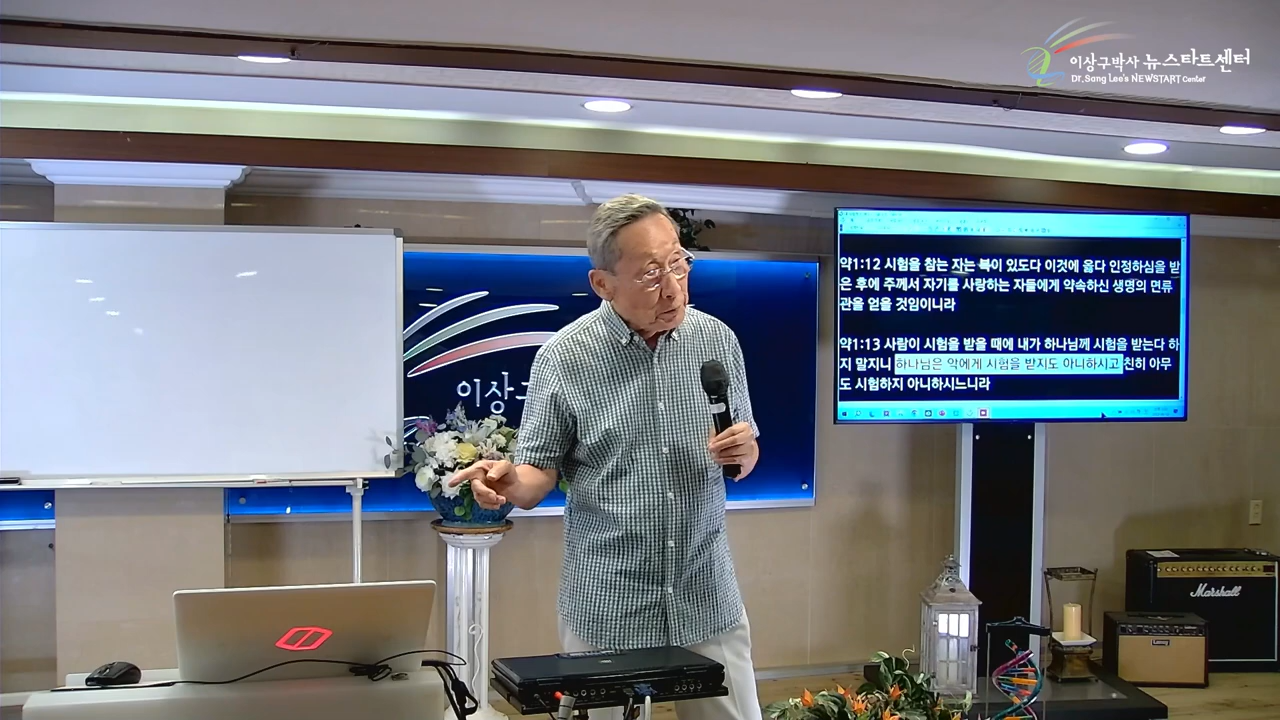 이상구박사 뉴스타트센터
Dr.Sang Lee's NEWSTART Center
약1:12 시험을 참는 자는 복이 있도다 이것에 옳다 인정하심을 받
은 후에 주께서 자기를 사랑하는 자들에게 약속하신 생명의 면류
관을 얻을 것임이니라
약1:13 사람이 시험을 받을 때에 내가 하나님께 시험을 받는다 하
지 말지니 하나님은 악에게 시험을 받지도 아니하시고 친히 아무
도 시험하지 아니하시느니라
이상구
Marshall
Laney